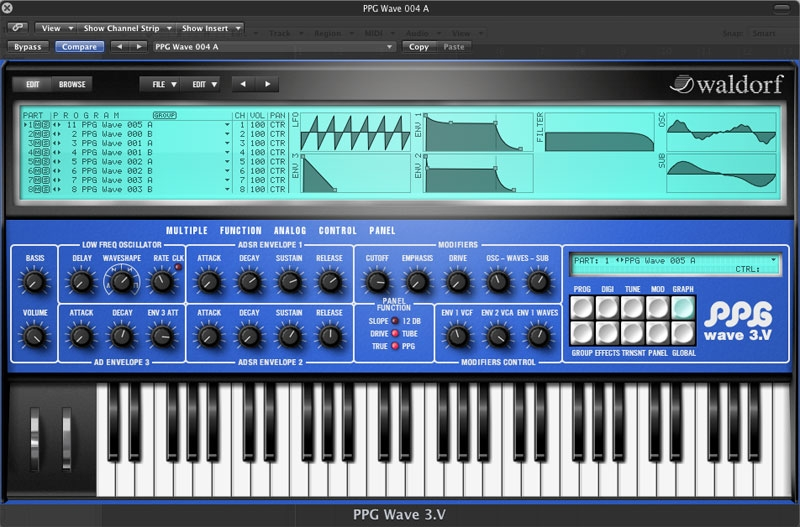 PPG Wave 004 A
View Show Channel Strip Show Insert
Track Region MIDI Audio View Snap: Smart
Bypass Compare PPG Wave 004 A Copy Paste
EDIT BROWSE FILE EDIT waldorf
PART PROGRAM GROUP CH VOL PAN
1 M S 11 PPG Wave 005 A 1 100 CTR
2 M S 2 PPG Wave 000 B 2 100 CTR
3 M S 3 PPG Wave 001 A 3 100 CTR
4 M S 4 PPG Wave 001 B 4 100 CTR
5 M S 5 PPG Wave 002 A 5 100 CTR
6 M S 6 PPG Wave 002 B 6 100 CTR
7 M S 7 PPG Wave 003 A 7 100 CTR
8 M S 8 PPG Wave 003 B 8 100 CTR
LFO ENV 1 FILTER OSC
ENV 3 ENV 2 SUB
MULTIPLE FUNCTION ANALOG CONTROL PANEL
LOW FREQ OSCILLATOR ADSR ENVELOPE 1 MODIFIERS
BASIS DELAY WAVESHAPE RATE CLK ATTACK DECAY SUSTAIN RELEASE CUTOFF EMPHASIS DRIVE OSC - WAVES - SUB
PART: 1 PPG Wave 005 A
CTRL:
PROG DIGI TUNE MOD GRAPH
VOLUME ATTACK DECAY ENV 3 ATT ATTACK DECAY SUSTAIN RELEASE
PANEL FUNCTION
SLOPE 12 DB
DRIVE TUBE
TRUE PPG
ENV 1 VCF ENV 2 VCA ENV 1 WAVES
GROUP EFFECTS TRNSNT PANEL GLOBAL
PPG
wave 3.V
AD ENVELOPE 3 ADSR ENVELOPE 2 MODIFIERS CONTROL
PPG Wave 3.V